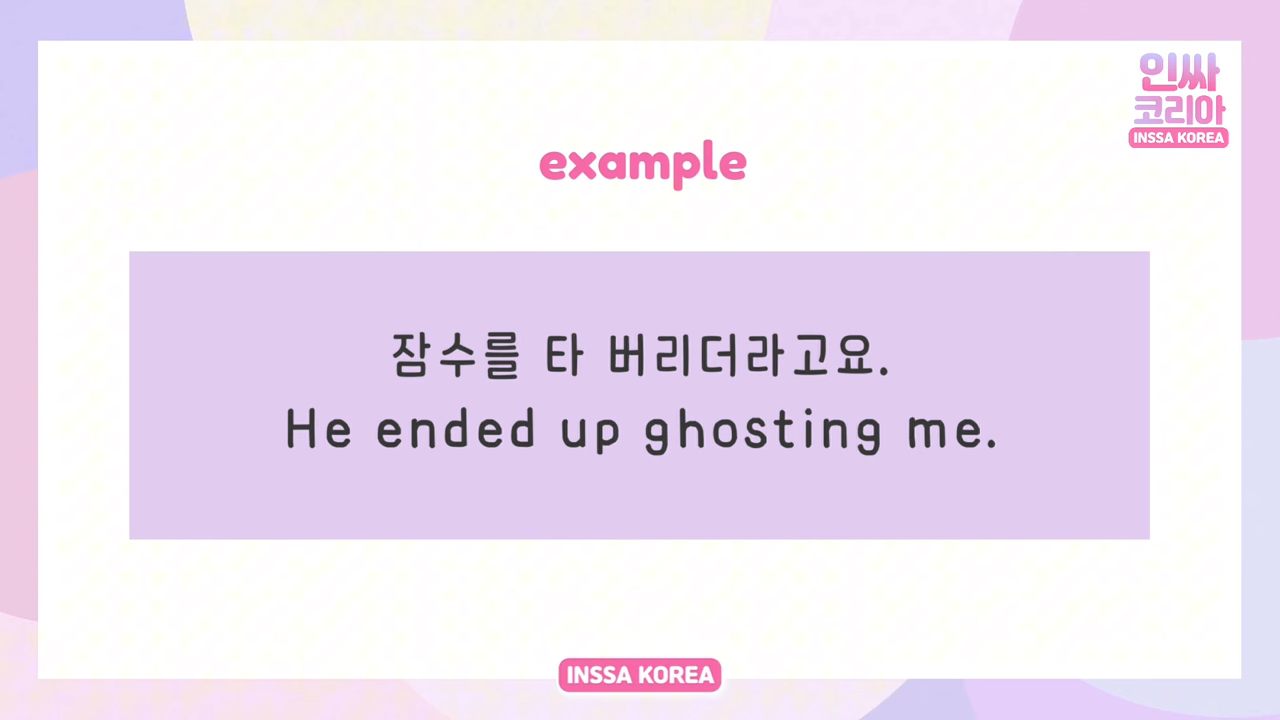 인싸
코리아
INSSA KOREA
example
잠수를 타 버리더라고요.
He ended up ghosting me.
INSSA KOREA